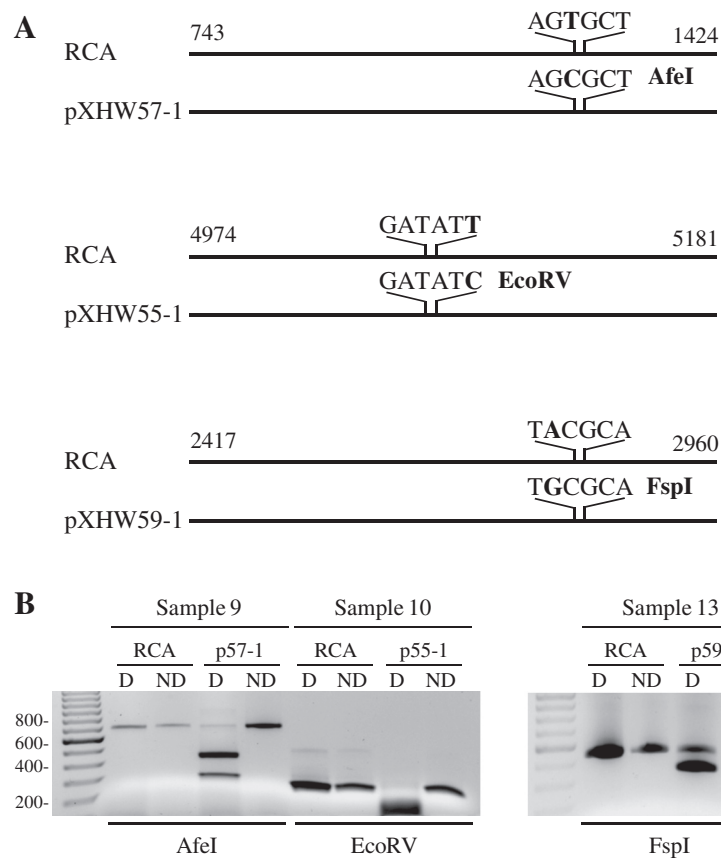 A
743 AGTGCT 1424
RCA
AGCGCT AfeI
pXHW57-1
GATATT
4974 5181
RCA
GATATC EcoRV
pXHW55-1
TACGCA
2417 2960
RCA
TGCGCA FspI
pXHW59-1
B
Sample 9 Sample 10 Sample 13
RCA p57-1 RCA p55-1 RCA p59
D ND D ND D ND D ND D ND D
800-
600-
400-
200-
AfeI EcoRV FspI